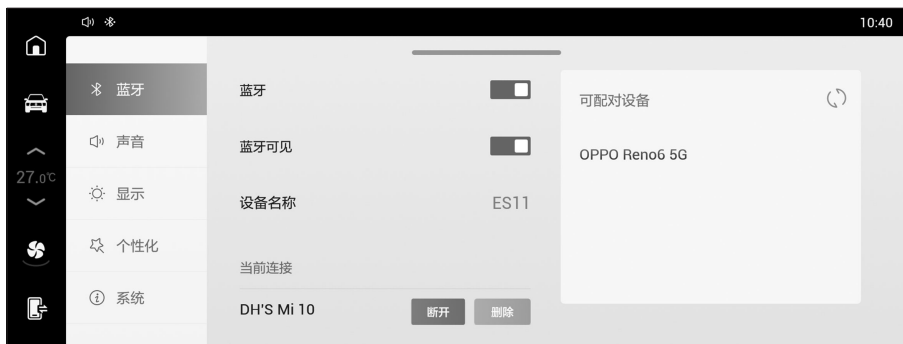 10:40
27.0℃
蓝牙
声音
显示
个性化
系统
蓝牙
蓝牙可见
设备名称 ES11
当前连接
DH'S Mi 10 断开 删除
可配对设备
OPPO Reno6 5G